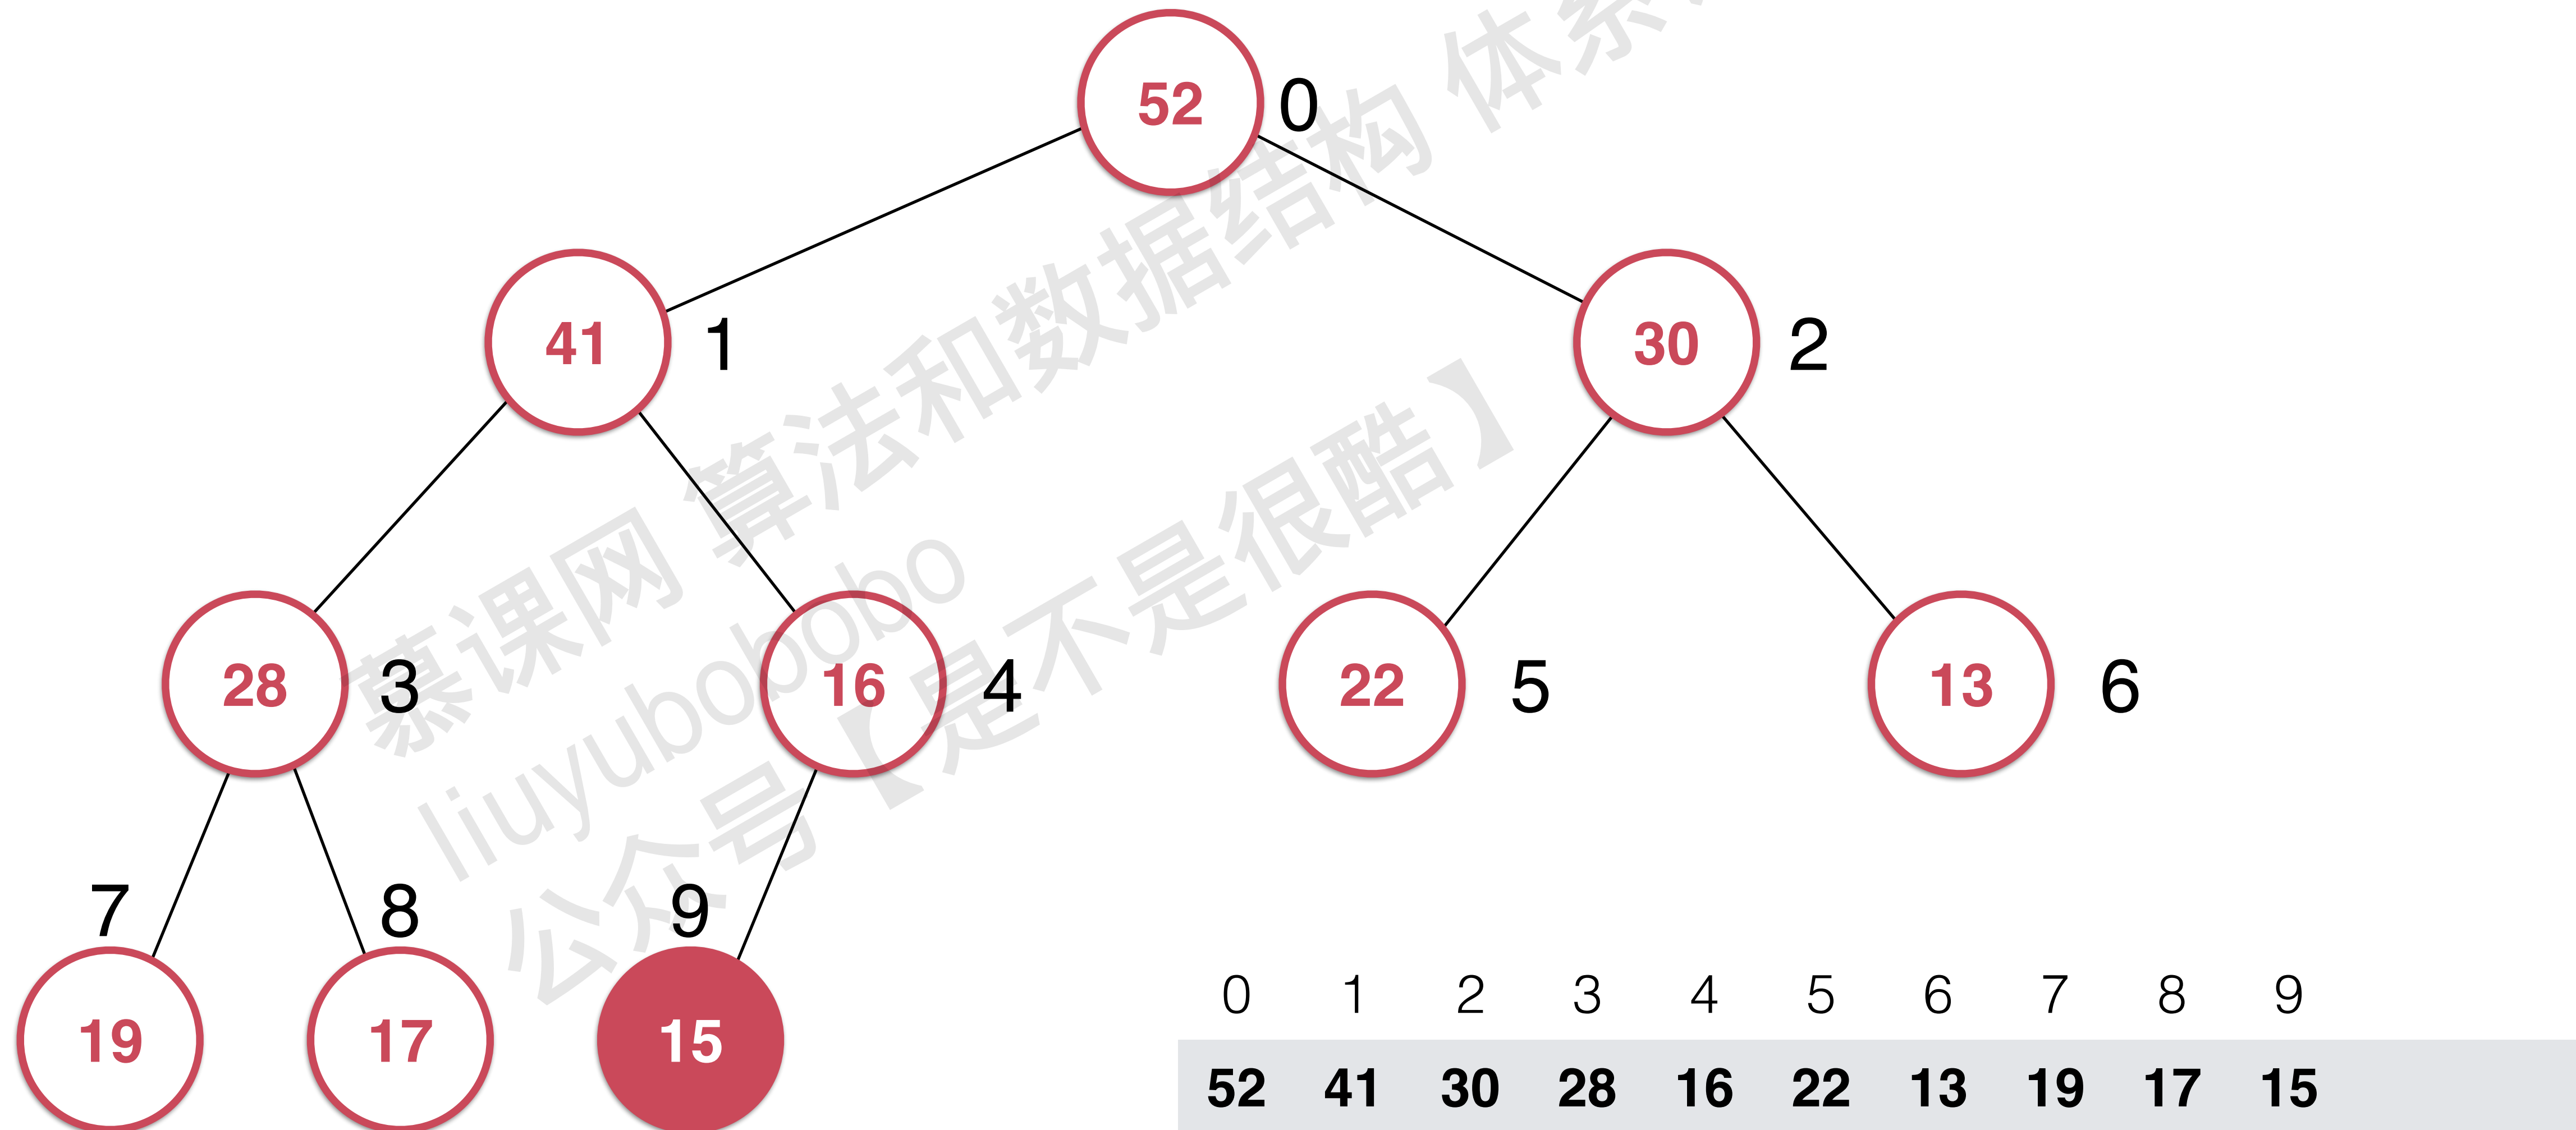 52 0
41 1 30 2
28 3 16 4 22 5 13 6
7 8 9
19 17 15
0 1 2 3 4 5 6 7 8 9
52 41 30 28 16 22 13 19 17 15
慕课网 算法和数据结构 体系
liuyubobobo
公众号【是不是很酷】